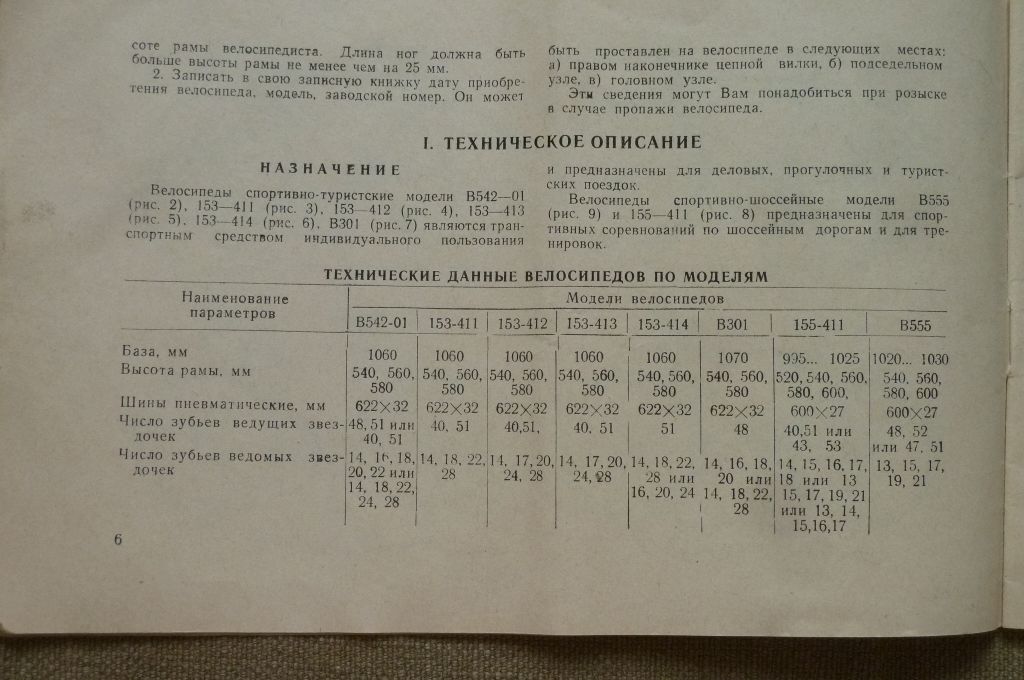 соте рамы велосипедиста. Длина ног должна быть
больше высоты рамы не менее чем на 25 мм.
2. Записать в свою записную книжку дату приобре-
тения велосипеда, модель, заводской номер. Он может
быть проставлен на велосипеде в следующих местах:
а) правом наконечнике цепной вилки, б) подседельном
узле, в) головном узле.
Эти сведения могут Вам понадобиться при розыске
в случае пропажи велосипеда.
I. ТЕХНИЧЕСКОЕ ОПИСАНИЕ
НАЗНАЧЕНИЕ
Велосипеды спортивно-туристские модели В542—01
(рис. 2), 153—411 (рис. 3), 153—412 (рис. 4), 153—413
(рис. 5), 153—414 (рис. 6), В301 (рис. 7) являются тран-
спортным средством индивидуального пользования
и предназначены для деловых, прогулочных и турист-
ских поездок.
Велосипеды спортивно-шоссейные модели В555
(рис. 9) и 155—411 (рис. 8) предназначены для спор-
тивных соревнований по шоссейным дорогам и для тре-
нировок.
ТЕХНИЧЕСКИЕ ДАННЫЕ ВЕЛОСИПЕДОВ ПО МОДЕЛЯМ
Наименование параметров
Модели велосипедов
В542-01 153-411 153-412 153-413 153-414 В301 155-411 В555
База, мм 1060 1060 1060 1060 1060 1070 995... 1025 1020... 1030
Высота рамы, мм 540, 560, 540, 560, 540, 560, 540, 560, 540, 560, 540, 560, 520, 540, 560, 540, 560,
580 580 580 580 580 580 580, 600, 580, 600
Шины пневматические, мм 622×32 622×32 622×32 622×32 622×32 622×32 600×27 600×27
Число зубьев ведущих звез- 48, 51 или 40, 51 40,51, 40, 51 51 48 40,51 или 48, 52
дочек 40, 51 43, 53 или 47, 51
Число зубьев ведомых звез- 14, 16, 18, 14, 18, 22, 14, 17, 20, 14, 17, 20, 14, 18, 22, 14, 16, 18, 14, 15, 16, 17, 13, 15, 17,
дочек 20, 22 или 28 24, 28 24, 28 28 или 20 или 18 или 13 19, 21
14, 18, 22, 16, 20, 24 14, 18, 22, 15, 17, 19, 21
24, 28 28 или 13, 14,
15,16,17
6